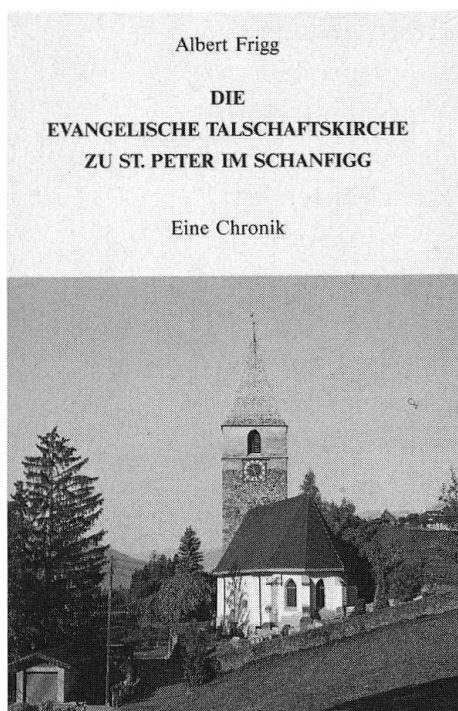 Albert Frigg
DIE
EVANGELISCHE TALSCHAFTSKIRCHE
ZU ST. PETER IM SCHANFIGG
Eine Chronik